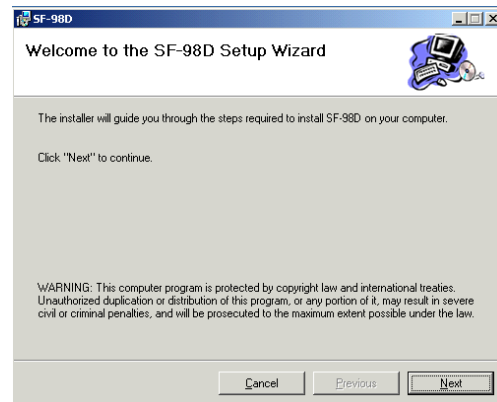 SF-98D
Welcome to the SF-98D Setup Wizard
The installer will guide you through the steps required to install SF-98D on your computer.
Click "Next" to continue.
WARNING: This computer program is protected by copyright law and international treaties.
Unauthorized duplication or distribution of this program, or any portion of it, may result in severe
civil or criminal penalties, and will be prosecuted to the maximum extent possible under the law.
Cancel Previous Next